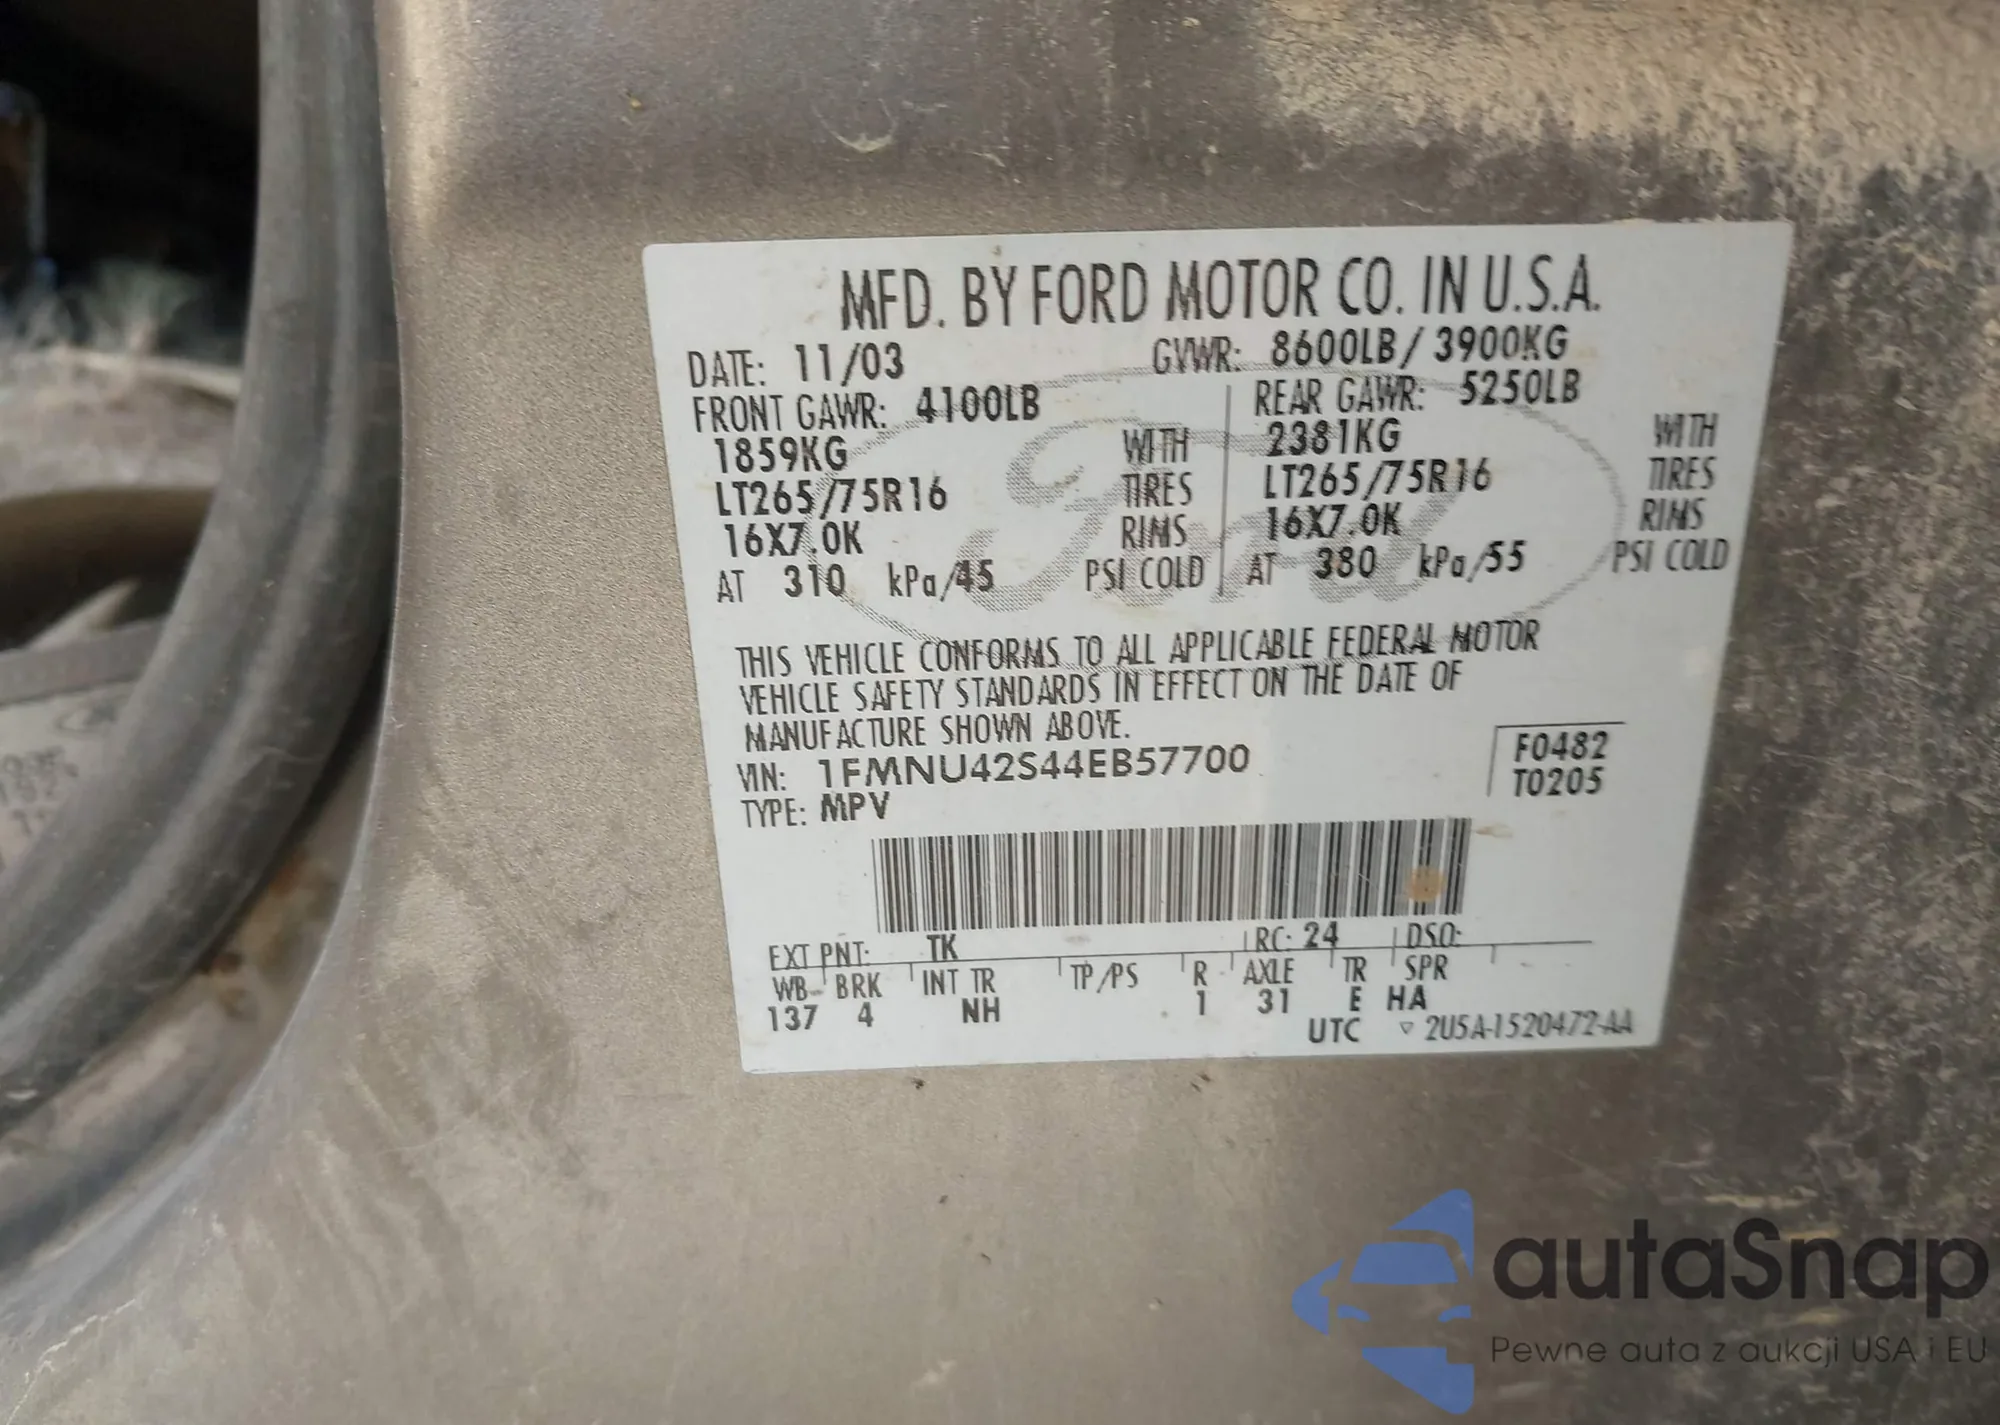 MFD. BY FORD MOTOR CO. IN U.S.A.
DATE: 11/03 GVWR: 8600LB / 3900KG
FRONT GAWR: 4100LB REAR GAWR: 5250LB
1859KG WITH 2381KG WITH
LT265/75R16 TIRES LT265/75R16 TIRES
16X7.0K RIMS 16X7.0K RIMS
AT 310 kPa/45 PSI COLD AT 380 kPa/55 PSI COLD
Ford
THIS VEHICLE CONFORMS TO ALL APPLICABLE FEDERAL MOTOR
VEHICLE SAFETY STANDARDS IN EFFECT ON THE DATE OF
MANUFACTURE SHOWN ABOVE.
VIN: 1FMNU42S44EB57700
F0482
T0205
TYPE: MPV
EXT PNT: TK RC: 24 DSO:
WB BRK INT TR TP/PS R AXLE TR SPR
137 4 NH 1 31 E HA
UTC ▽ 2U5A-1520472-AA
autaSnap
Pewne auta z aukcji USA i EU